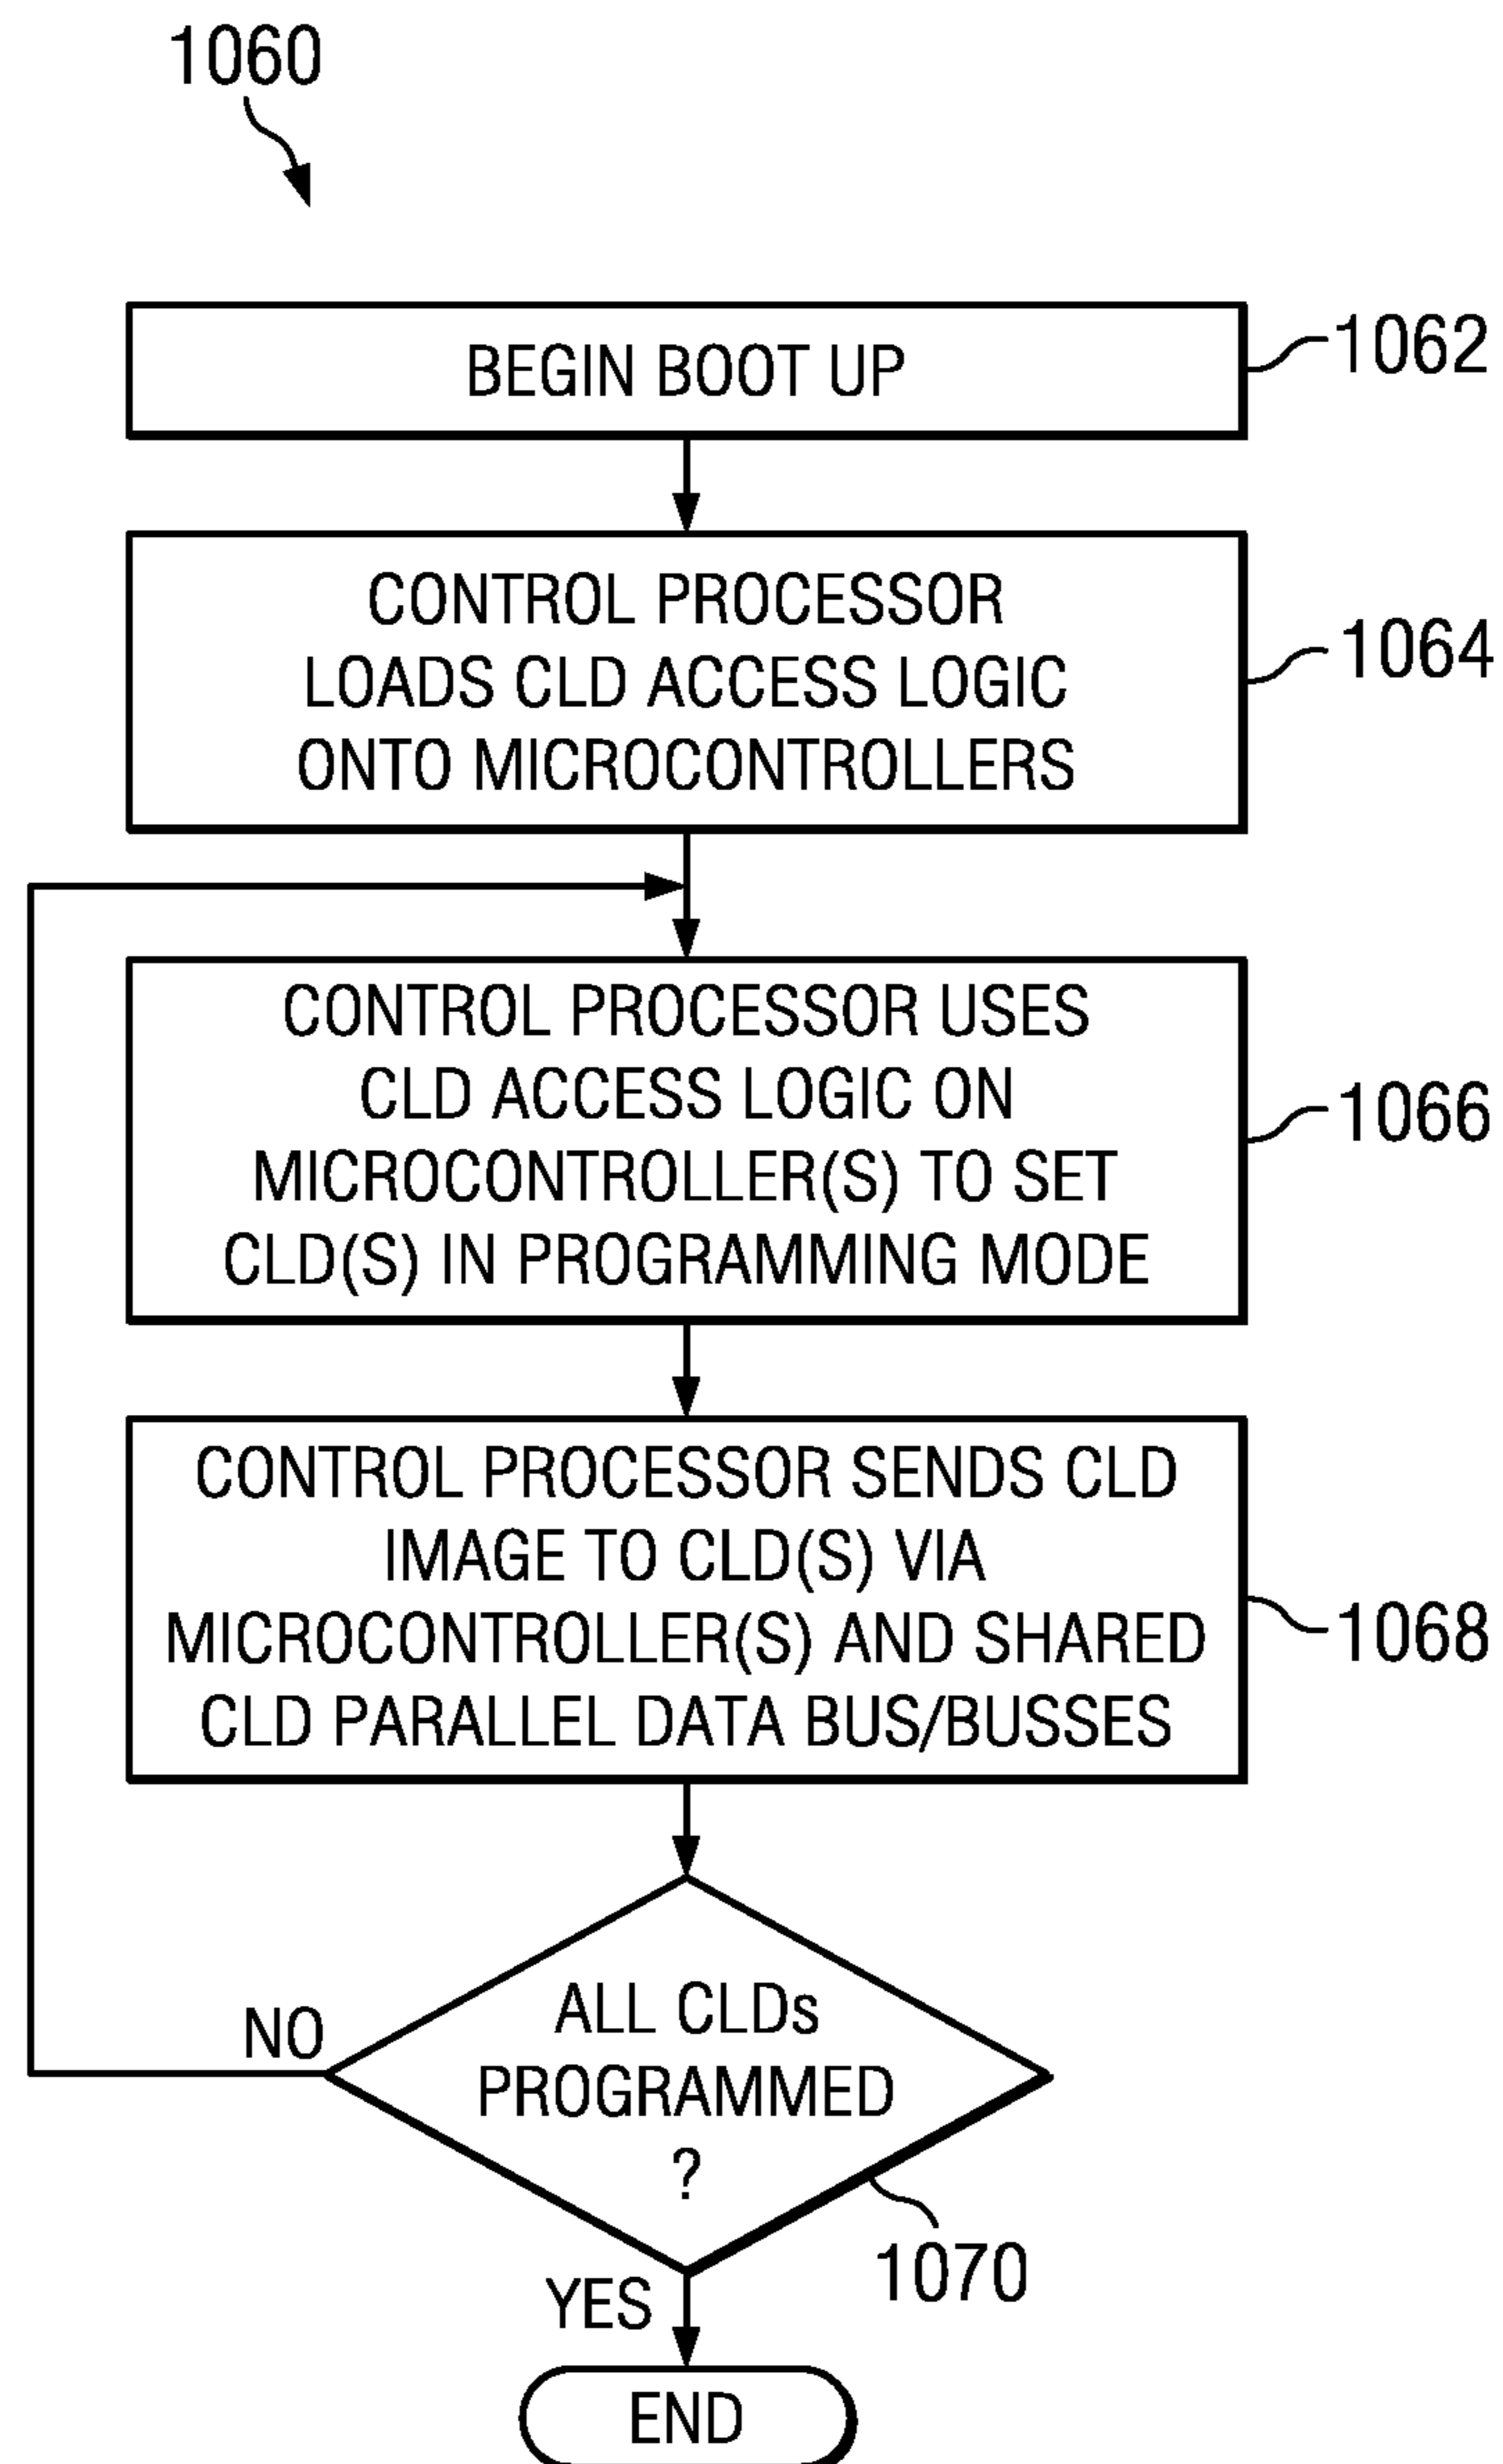 1060
BEGIN BOOT UP
1062
CONTROL PROCESSOR
LOADS CLD ACCESS LOGIC
ONTO MICROCONTROLLERS
1064
CONTROL PROCESSOR USES
CLD ACCESS LOGIC ON
MICROCONTROLLER(S) TO SET
CLD(S) IN PROGRAMMING MODE
1066
CONTROL PROCESSOR SENDS CLD
IMAGE TO CLD(S) VIA
MICROCONTROLLER(S) AND SHARED
CLD PARALLEL DATA BUS/BUSSES
1068
ALL CLDs
PROGRAMMED
?
NO
1070
YES
END